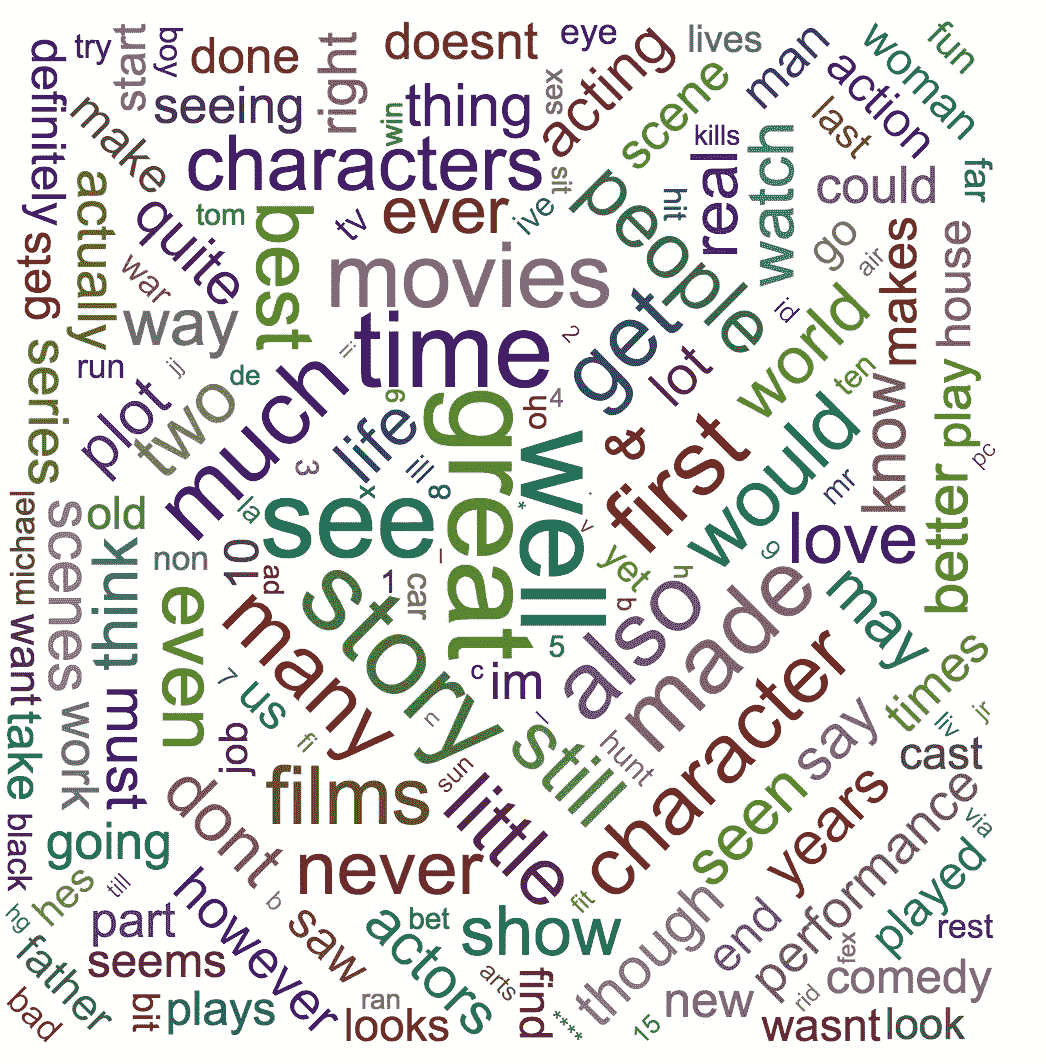 definitely
try
start
boy
done
right
doesnt
eye
lives
fun
woman
man
action
acting
seeing
win
thing
sex
scene
kills
last
make
characters
sit
people
hit
real
watch
could
far
actually
quite
tom
best
tv
ever
ive
go
air
makes
house
steg
war
way
movies
id
world
series
run
jj
de
ii
time
2
get
lot
ten
know
play
plot
two
much
life
6
great
oh
4
&
first
would
mr
pc
better
3
ill
x
8
well
*
v
love
9
michael
scenes
old
think
la
see
non
10
ad
1
car
yet
h
b
also
made
may
want
even
many
story
5
c
im
7
us
still
character
times
liv
jr
take
work
must
job
fi
n
sun
hunt
say
cast
black
going
dont
films
little
seen
years
performance
via
hes
till
never
fit
though
played
hg
father
part
however
b
saw
actors
bet
show
end
rest
bad
seems
bit
plays
ran
looks
arts
find
****
15
new
rid
fex
comedy
wasnt
look